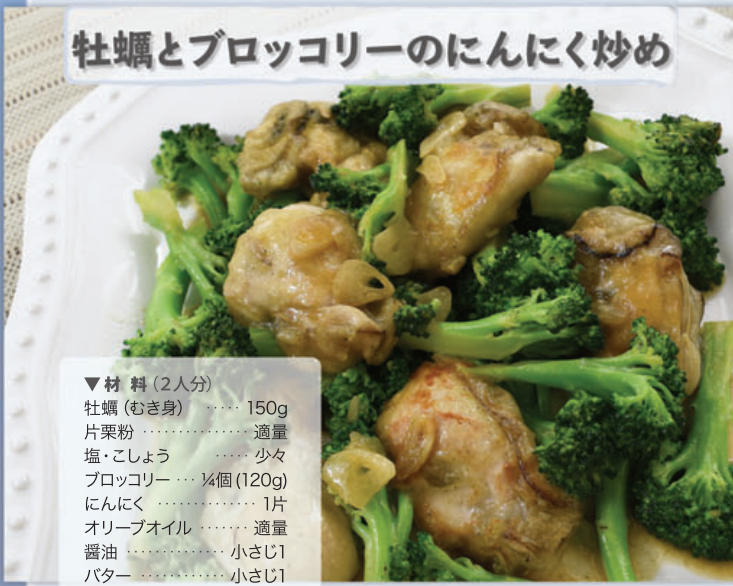 牡蠣とブロッコリーのにんにく炒め
▼材 料（2人分）
牡蠣（むき身） ····· 150g
片栗粉 ··············· 適量
塩・こしょう ····· 少々
ブロッコリー ··· ¼個(120g)
にんにく ·············· 1片
オリーブオイル ······· 適量
醤油 ·············· 小さじ1
バター ············ 小さじ1